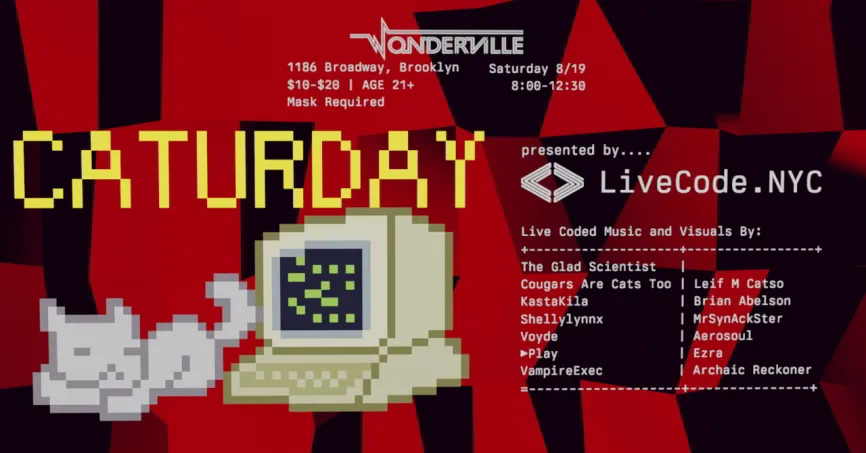 WONDERVILLE
1186 Broadway, Brooklyn Saturday 8/19
$10-$20 | AGE 21+ 8:00-12:30
Mask Required
CATURDAY
presented by....
LiveCode.NYC
Live Coded Music and Visuals By:
+--------------------+-----------------+
The Glad Scientist |
Cougars Are Cats Too | Leif M Catso
KastaKila | Brian Abelson
Shellylynnx | MrSynAckSter
Voyde | Aerosoul
►Play | Ezra
VampireExec | Archaic Reckoner
=--------------------+-----------------+